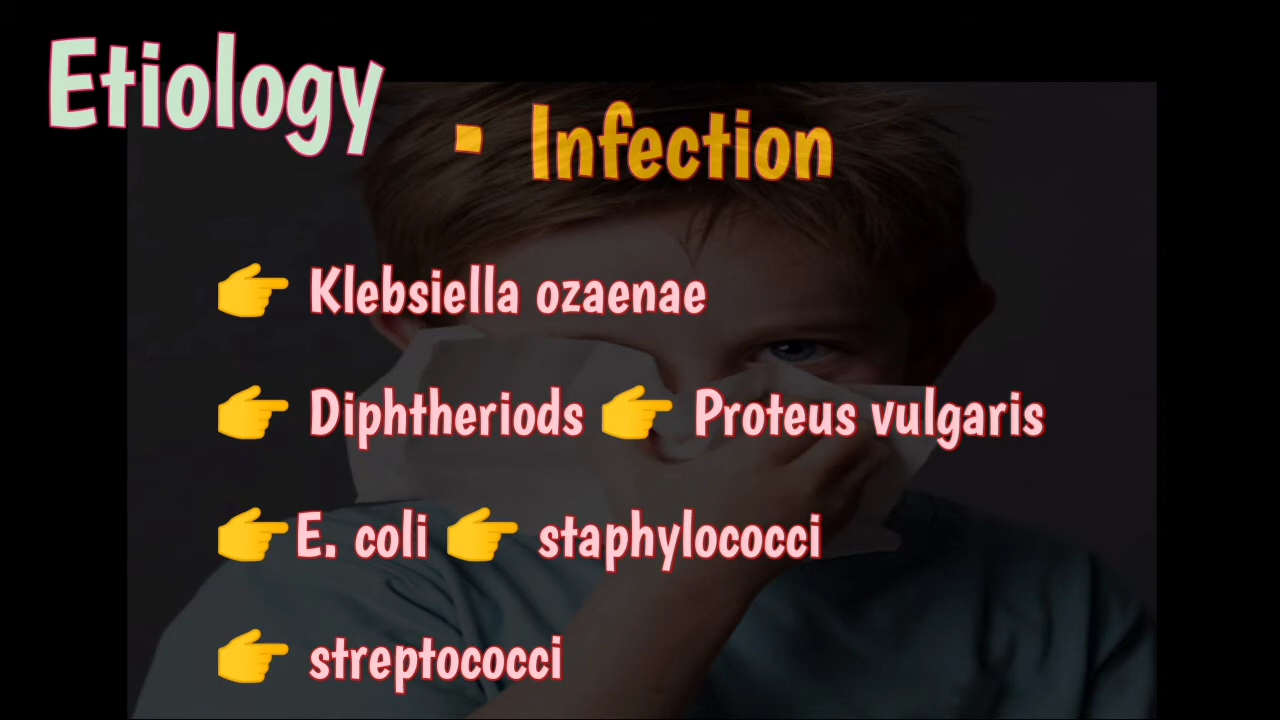 Etiology
▪ Infection
👉 Klebsiella ozaenae
👉 Diphtheriods 👉 Proteus vulgaris
👉E. coli 👉 staphylococci
👉 streptococci